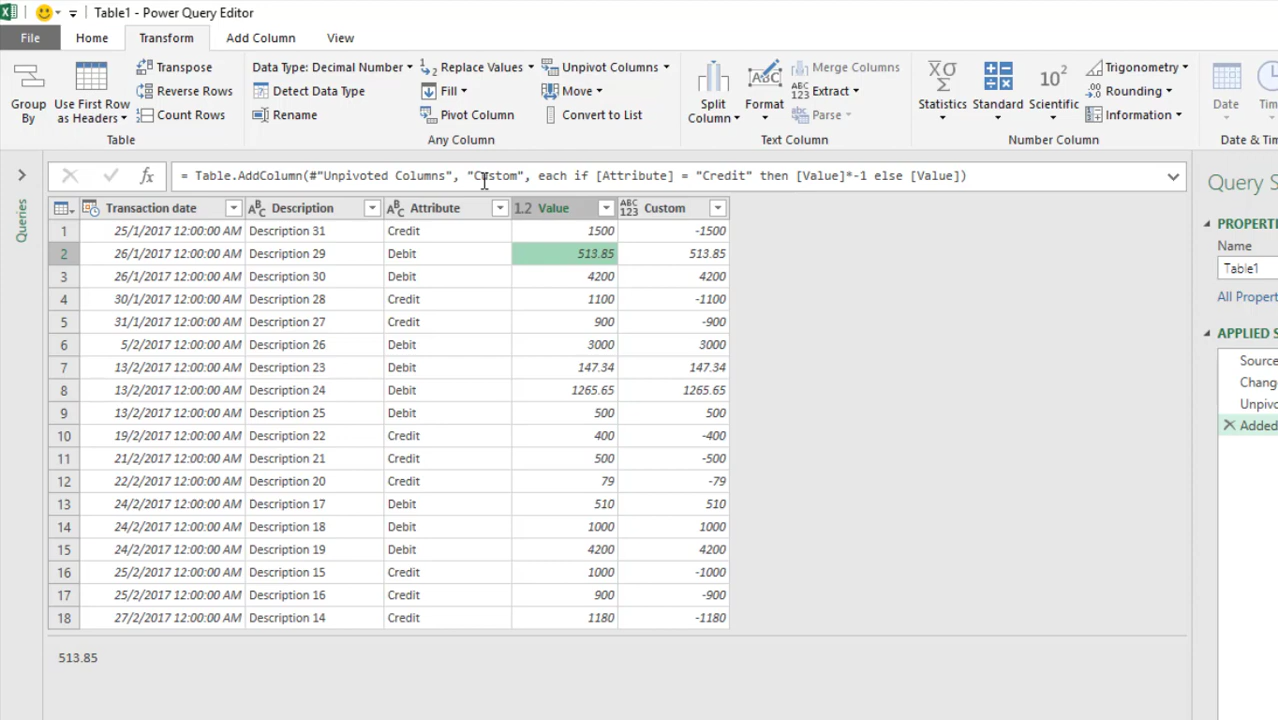 Table1 - Power Query Editor
File Home Transform Add Column View
Group By
Use First Row as Headers
Transpose
Reverse Rows
Count Rows
Table
Data Type: Decimal Number
Detect Data Type
Rename
Replace Values
Fill
Pivot Column
Unpivot Columns
Move
Convert to List
Any Column
Split Column
Format
Merge Columns
Extract
Parse
Text Column
Statistics
Standard
Scientific
Trigonometry
Rounding
Information
Number Column
Date
Date & Ti
Queries
= Table.AddColumn(#"Unpivoted Columns", "Custom", each if [Attribute] = "Credit" then [Value]*-1 else [Value])
Transaction date Description Attribute 1.2 Value Custom
1 25/1/2017 12:00:00 AM Description 31 Credit 1500 -1500
2 26/1/2017 12:00:00 AM Description 29 Debit 513.85 513.85
3 26/1/2017 12:00:00 AM Description 30 Debit 4200 4200
4 30/1/2017 12:00:00 AM Description 28 Credit 1100 -1100
5 31/1/2017 12:00:00 AM Description 27 Credit 900 -900
6 5/2/2017 12:00:00 AM Description 26 Debit 3000 3000
7 13/2/2017 12:00:00 AM Description 23 Debit 147.34 147.34
8 13/2/2017 12:00:00 AM Description 24 Debit 1265.65 1265.65
9 13/2/2017 12:00:00 AM Description 25 Debit 500 500
10 19/2/2017 12:00:00 AM Description 22 Credit 400 -400
11 21/2/2017 12:00:00 AM Description 21 Credit 500 -500
12 22/2/2017 12:00:00 AM Description 20 Credit 79 -79
13 24/2/2017 12:00:00 AM Description 17 Debit 510 510
14 24/2/2017 12:00:00 AM Description 18 Debit 1000 1000
15 24/2/2017 12:00:00 AM Description 19 Debit 4200 4200
16 25/2/2017 12:00:00 AM Description 15 Credit 1000 -1000
17 25/2/2017 12:00:00 AM Description 16 Credit 900 -900
18 27/2/2017 12:00:00 AM Description 14 Credit 1180 -1180
513.85
Query S
PROPERT
Name
Table1
All Propert
APPLIED S
Source
Chang
Unpivo
Added